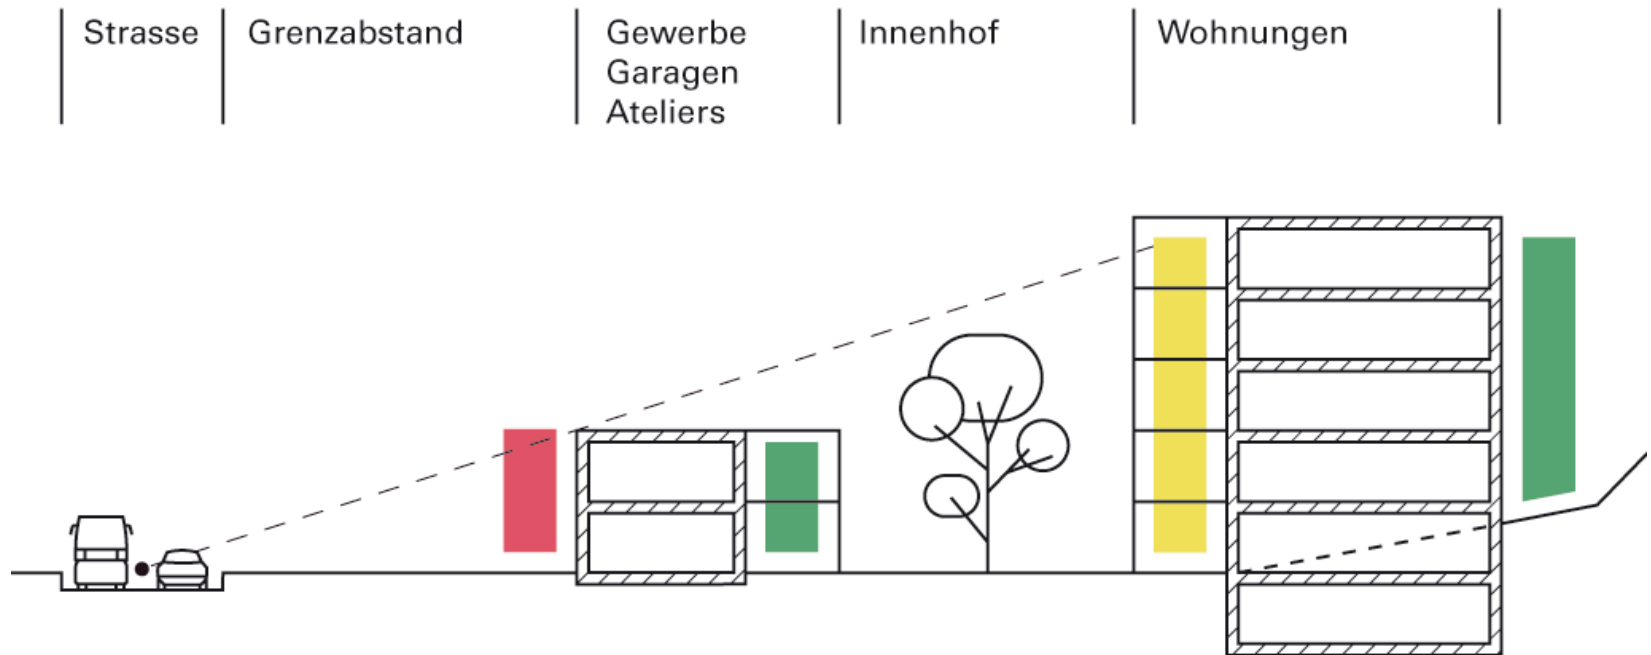 Strasse
Grenzabstand
Gewerbe
Garagen
Ateliers
Innenhof
Wohnungen